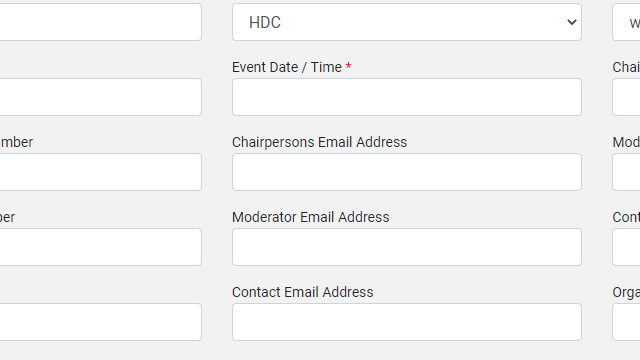 HDC
w
Event Date / Time *
Chai
mber
Chairpersons Email Address
Mod
ber
Moderator Email Address
Cont
Contact Email Address
Orga